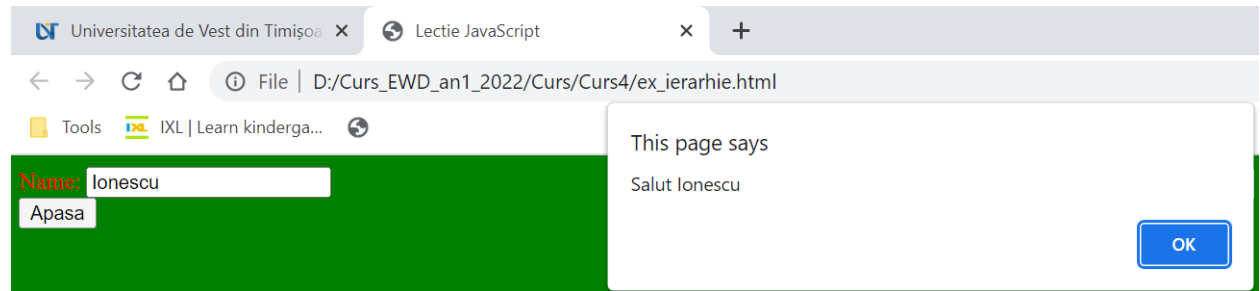 Universitatea de Vest din Timișoa
Lectie JavaScript
File | D:/Curs_EWD_an1_2022/Curs/Curs4/ex_ierarhie.html
Tools IXL | Learn kinderga...
This page says
Salut Ionescu
OK
Name: Ionescu
Apasa